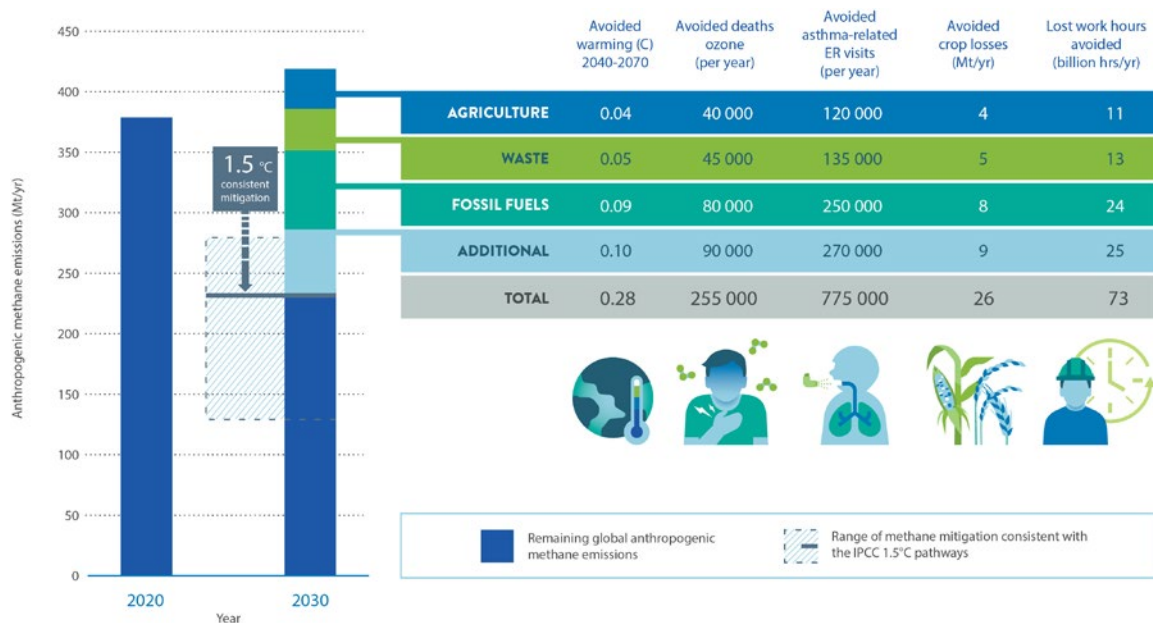 450
400
350
300
250
200
150
100
50
0
Anthropogenic methane emissions (Mt/yr)
2020
2030
Year
1.5 °C
consistent
mitigation
Avoided
warming (C)
2040-2070
Avoided deaths
ozone
(per year)
Avoided
asthma-related
ER visits
(per year)
Avoided
crop losses
(Mt/yr)
Lost work hours
avoided
(billion hrs/yr)
AGRICULTURE 0.04 40 000 120 000 4 11
WASTE 0.05 45 000 135 000 5 13
FOSSIL FUELS 0.09 80 000 250 000 8 24
ADDITIONAL 0.10 90 000 270 000 9 25
TOTAL 0.28 255 000 775 000 26 73
Remaining global anthropogenic
methane emissions
Range of methane mitigation consistent with
the IPCC 1.5°C pathways